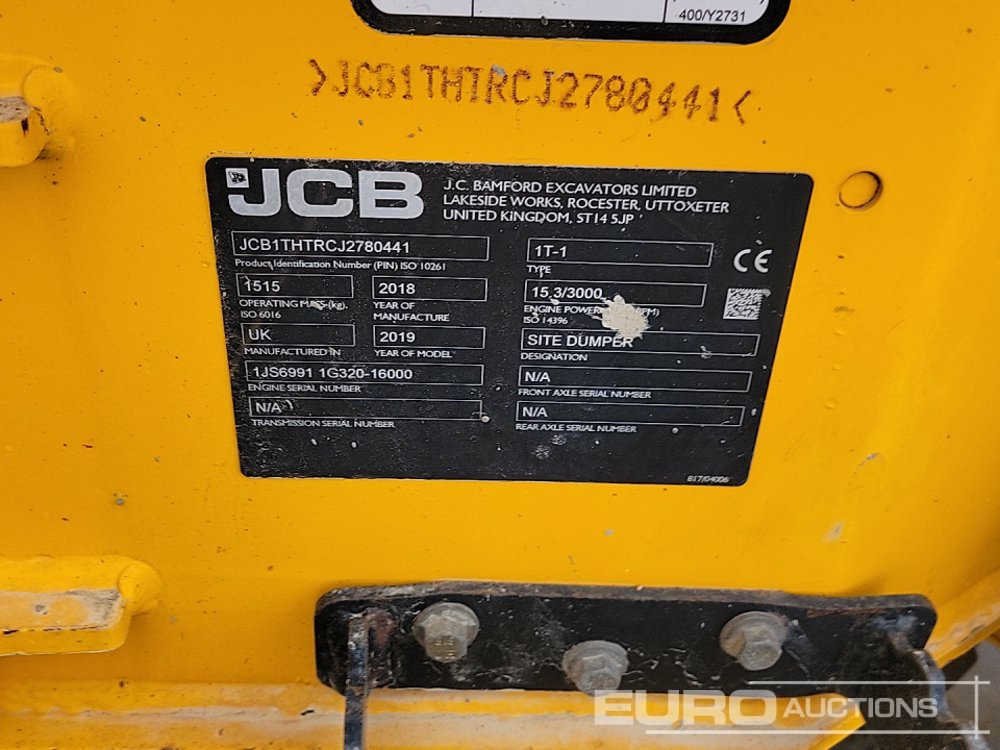 400/Y2731
>JCB1THTRCJ2780441<
JCB
J.C. BAMFORD EXCAVATORS LIMITED
LAKESIDE WORKS, ROCESTER, UTTOXETER
UNITED KINGDOM, ST14 5JP
JCB1THTRCJ2780441
Product Identification Number (PIN) ISO 10261
1515
OPERATING MASS (kg).
ISO 6016
2018
YEAR OF
MANUFACTURE
UK
MANUFACTURED IN
2019
YEAR OF MODEL
1JS6991 1G320-16000
ENGINE SERIAL NUMBER
N/A
TRANSMISSION SERIAL NUMBER
1T-1
TYPE
CE
15.3/3000
ENGINE POWER PM)
ISO 14396
SITE DUMPER
DESIGNATION
N/A
FRONT AXLE SERIAL NUMBER
N/A
REAR AXLE SERIAL NUMBER
817/04006
EURO AUCTIONS